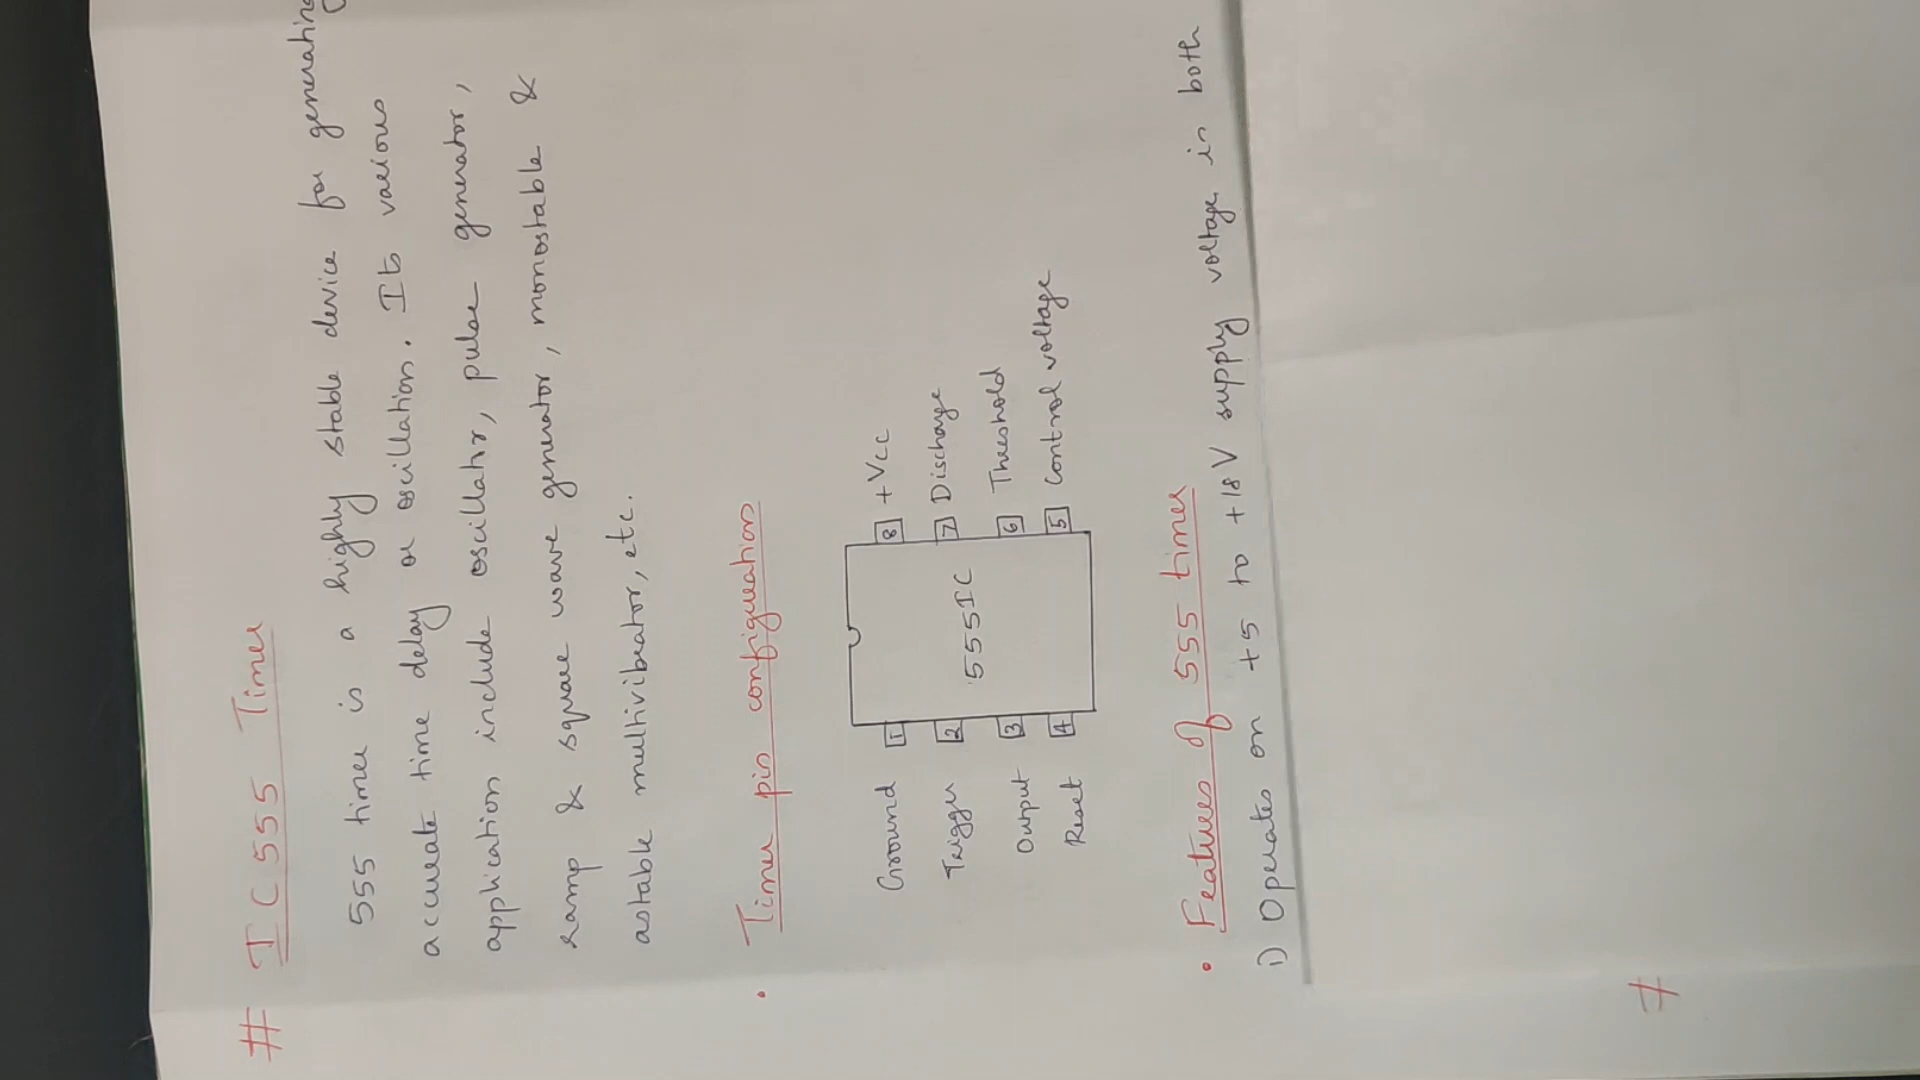 # IC 555 Timer
555 timer is a highly stable device for generating
accurate time delay or oscillation. Its various
application include oscillator, pulse generator,
ramp & square wave generator, monostable &
astable multivibrator, etc.
• Timer pin configuration
Ground 1 8 +Vcc
Trigger 2 7 Discharge
555 IC
Output 3 6 Threshold
Reset 4 5 Control voltage
• Features of 555 timer
1) Operates on +5 to +18 V supply voltage in both